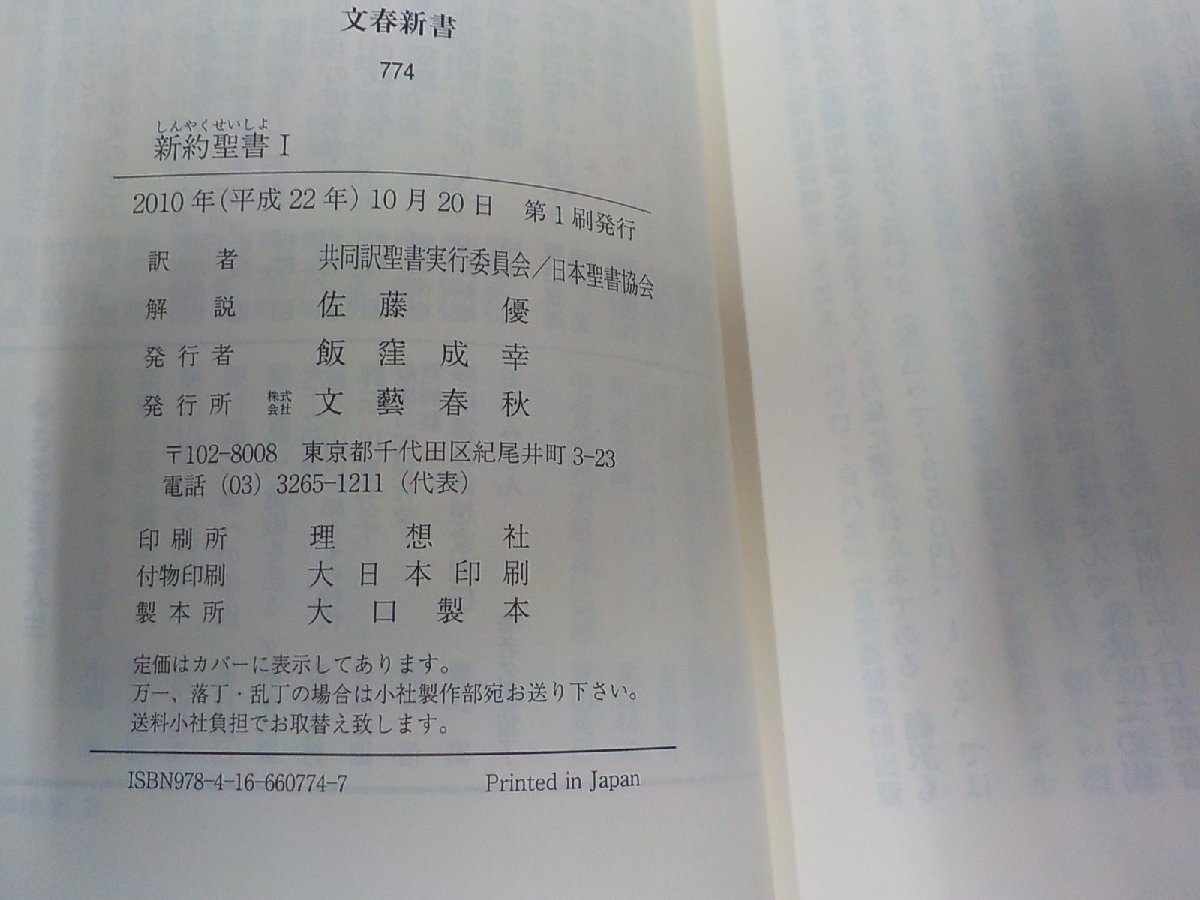 文春新書
774
しんやくせいしよ
新約聖書Ⅰ
2010年(平成22年)10月20日 第1刷発行
訳者 共同訳聖書実行委員会/日本聖書協会
解説 佐藤優
発行者 飯窪成幸
発行所 株式会社 文藝春秋
〒102-8008 東京都千代田区紀尾井町3-23
電話(03)3265-1211(代表)
印刷所 理想社
付物印刷 大日本印刷
製本所 大口製本
定価はカバーに表示してあります。
万一、落丁・乱丁の場合は小社製作部宛お送り下さい。
送料小社負担でお取替え致します。
ISBN978-4-16-660774-7 Printed in Japan